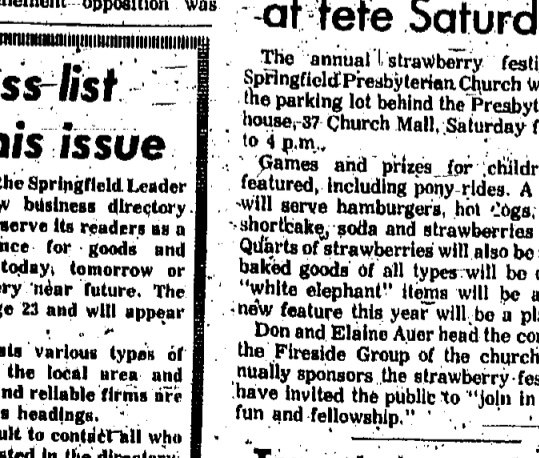 opposition was
ss list
his issue
the Springfield Leader
w business directory
serve its readers as a
nce for goods and
today, tomorrow or
ery near future. The
ge 23 and will appear
sts various types of
the local area and
nd reliable firms are
s headings.
ult to contact all who
sted in the directory.
at fete Saturd
The annual strawberry festi
Springfield Presbyterian Church w
the parking lot behind the Presbyt
house, 37 Church Mall, Saturday f
to 4 p.m.
Games and prizes for childr
featured, including pony rides. A
will serve hamburgers, hot dogs,
shortcake, soda and strawberries
Quarts of strawberries will also be
baked goods of all types will be
"white elephant" items will be a
new feature this year will be a pl
Don and Elaine Auer head the co
the Fireside Group of the church
nually sponsors the strawberry fes
have invited the public to "join in
fun and fellowship."